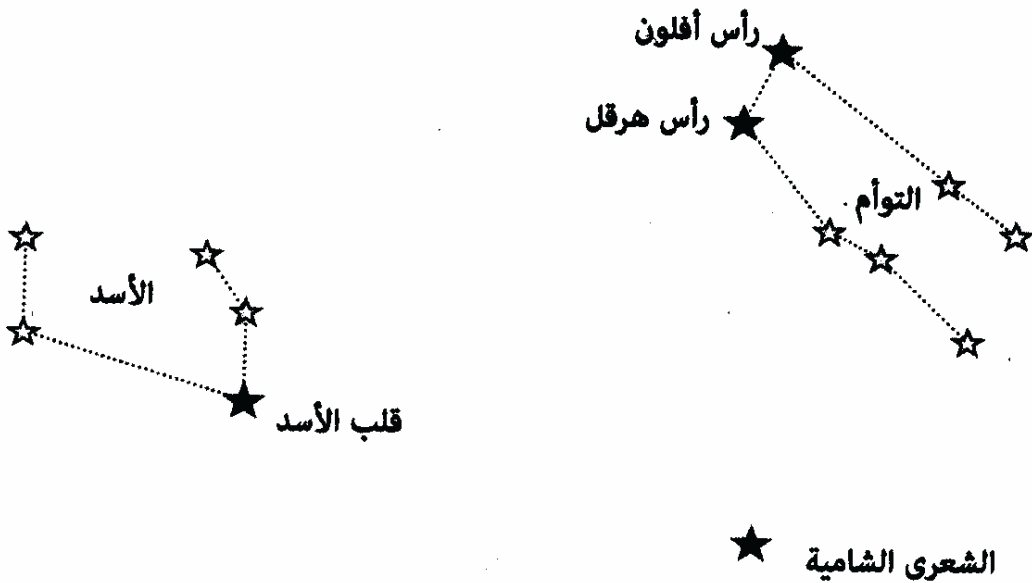 رأس أفلون
رأس هرقل
التوأم
الأسد
قلب الأسد
الشعرى الشامية